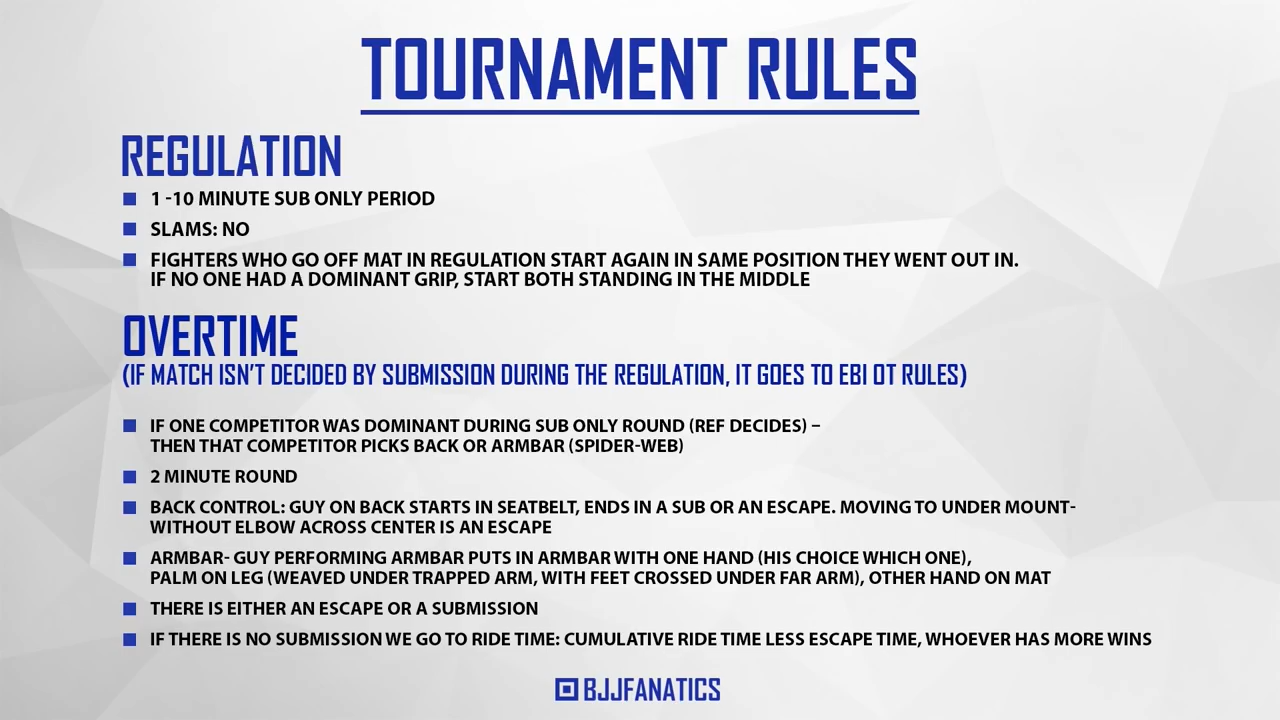 TOURNAMENT RULES
REGULATION
1 -10 MINUTE SUB ONLY PERIOD
SLAMS: NO
FIGHTERS WHO GO OFF MAT IN REGULATION START AGAIN IN SAME POSITION THEY WENT OUT IN.
IF NO ONE HAD A DOMINANT GRIP, START BOTH STANDING IN THE MIDDLE
OVERTIME
(IF MATCH ISN'T DECIDED BY SUBMISSION DURING THE REGULATION, IT GOES TO EBI OT RULES)
IF ONE COMPETITOR WAS DOMINANT DURING SUB ONLY ROUND (REF DECIDES) –
THEN THAT COMPETITOR PICKS BACK OR ARMBAR (SPIDER-WEB)
2 MINUTE ROUND
BACK CONTROL: GUY ON BACK STARTS IN SEATBELT, ENDS IN A SUB OR AN ESCAPE. MOVING TO UNDER MOUNT-
WITHOUT ELBOW ACROSS CENTER IS AN ESCAPE
ARMBAR- GUY PERFORMING ARMBAR PUTS IN ARMBAR WITH ONE HAND (HIS CHOICE WHICH ONE),
PALM ON LEG (WEAVED UNDER TRAPPED ARM, WITH FEET CROSSED UNDER FAR ARM), OTHER HAND ON MAT
THERE IS EITHER AN ESCAPE OR A SUBMISSION
IF THERE IS NO SUBMISSION WE GO TO RIDE TIME: CUMULATIVE RIDE TIME LESS ESCAPE TIME, WHOEVER HAS MORE WINS
BJJFANATICS